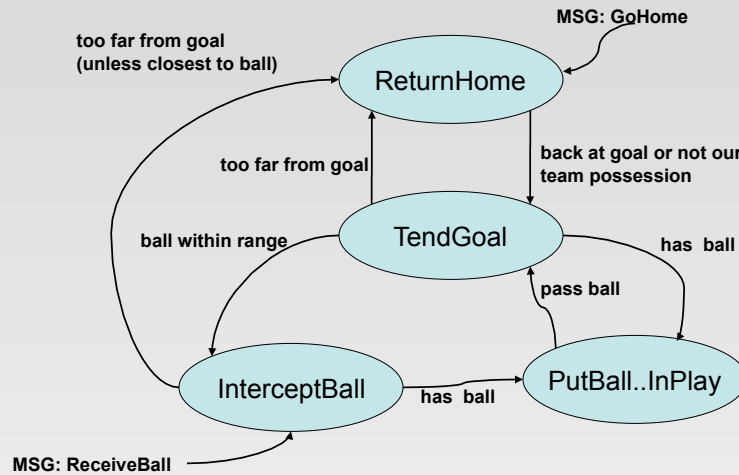 MSG: GoHome
too far from goal
(unless closest to ball)
ReturnHome
too far from goal
back at goal or not our
team possession
TendGoal
ball within range
has ball
pass ball
InterceptBall
has ball
PutBall..InPlay
MSG: ReceiveBall